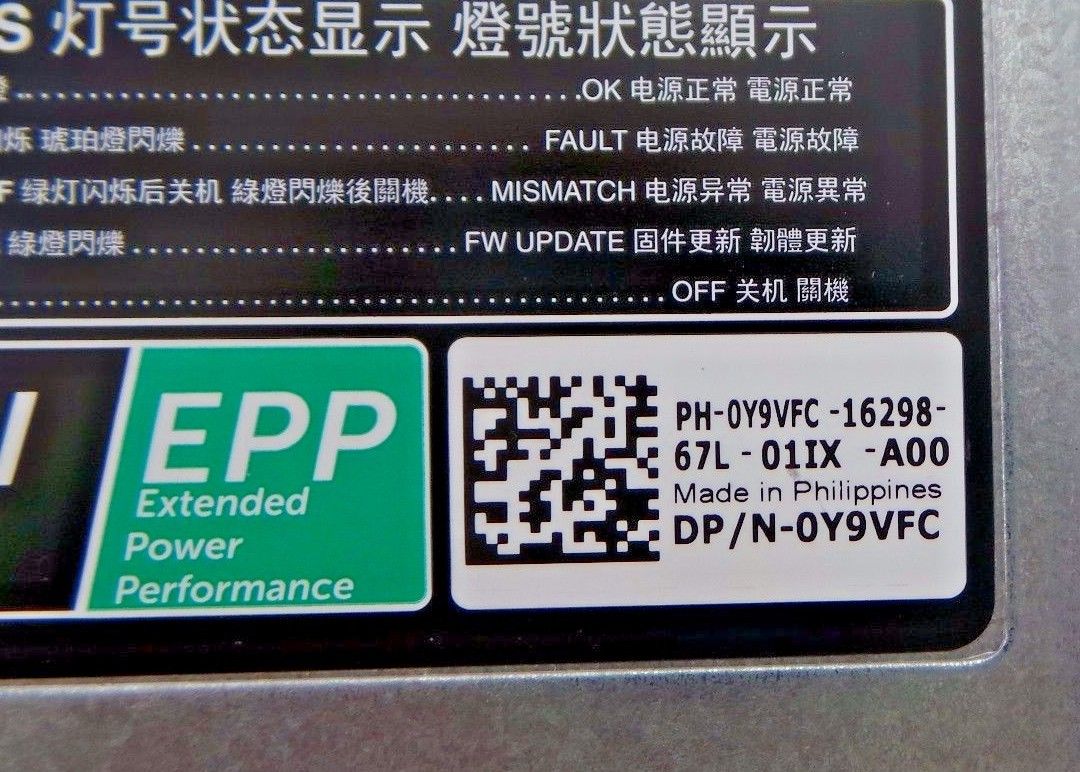 S 灯号状态显示 燈號狀態顯示
燈 ........................................OK 电源正常 電源正常
烁 琥珀燈閃爍 .............................. FAULT 电源故障 電源故障
F 绿灯闪烁后关机 綠燈閃爍後關機.... MISMATCH 电源异常 電源異常
綠燈閃爍 ............................. FW UPDATE 固件更新 韌體更新
.................................................. OFF 关机 關機
EPP
Extended
Power
Performance
PH-0Y9VFC -16298-
67L - 01IX -A00
Made in Philippines
DP/N-0Y9VFC